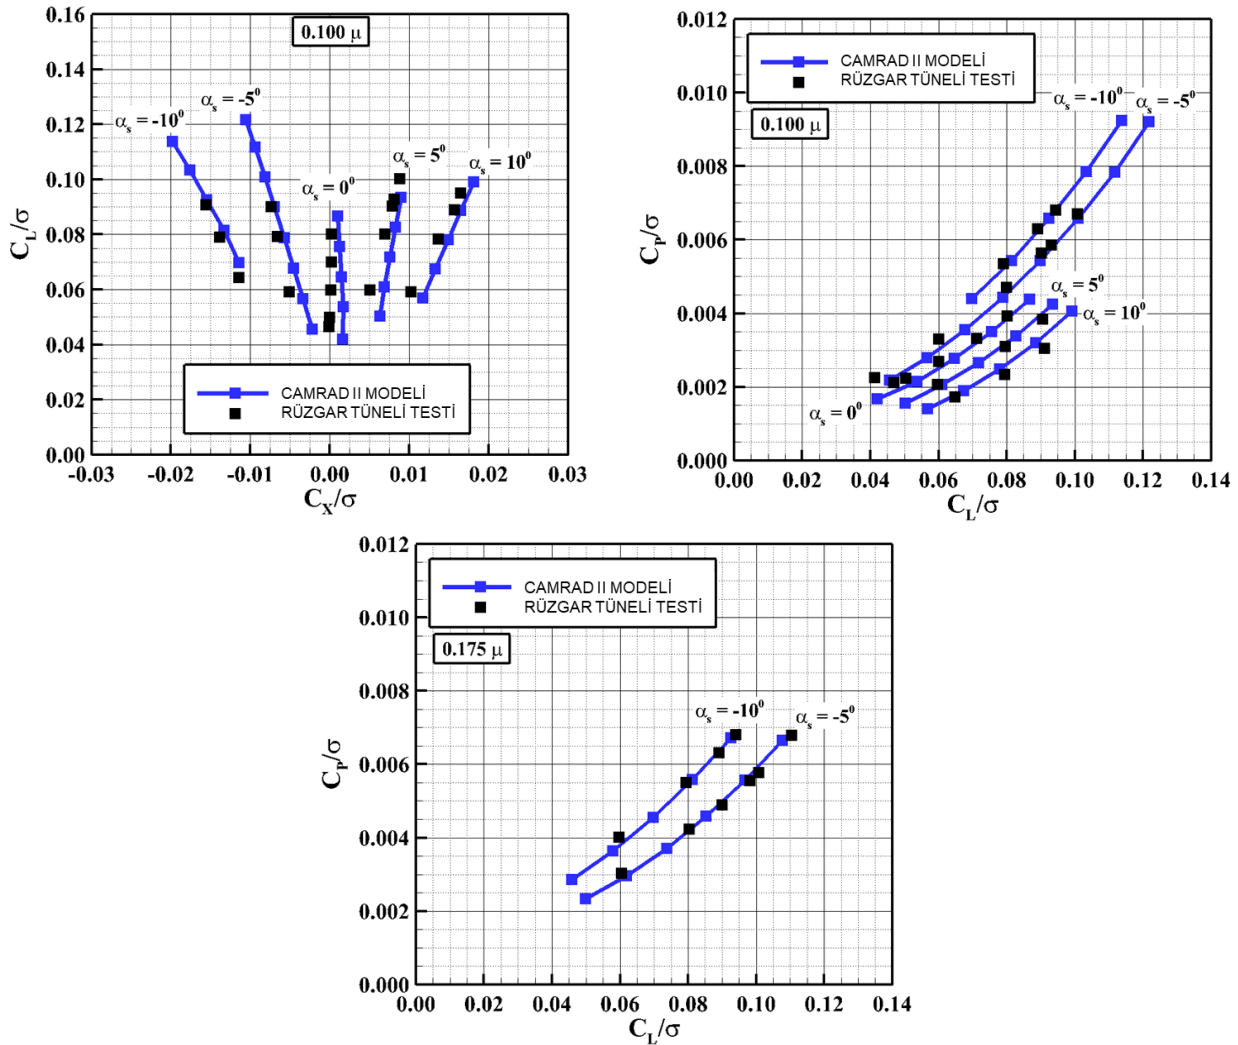 0.16
0.14
0.12
0.10
0.08
0.06
0.04
0.02
0.00
C_L/σ
0.100 μ
α_s = -10⁰
α_s = -5⁰
α_s = 0⁰
α_s = 5⁰
α_s = 10⁰
CAMRAD II MODELİ
RÜZGAR TÜNELİ TESTİ
-0.03 -0.02 -0.01 0.00 0.01 0.02 0.03
C_X/σ
0.012
0.010
0.008
0.006
0.004
0.002
0.000
C_P/σ
CAMRAD II MODELİ
RÜZGAR TÜNELİ TESTİ
0.100 μ
α_s = -10⁰
α_s = -5⁰
α_s = 5⁰
α_s = 10⁰
α_s = 0⁰
0.00 0.02 0.04 0.06 0.08 0.10 0.12 0.14
C_L/σ
0.012
0.010
0.008
0.006
0.004
0.002
0.000
C_P/σ
CAMRAD II MODELİ
RÜZGAR TÜNELİ TESTİ
0.175 μ
α_s = -10⁰
α_s = -5⁰
0.00 0.02 0.04 0.06 0.08 0.10 0.12 0.14
C_L/σ